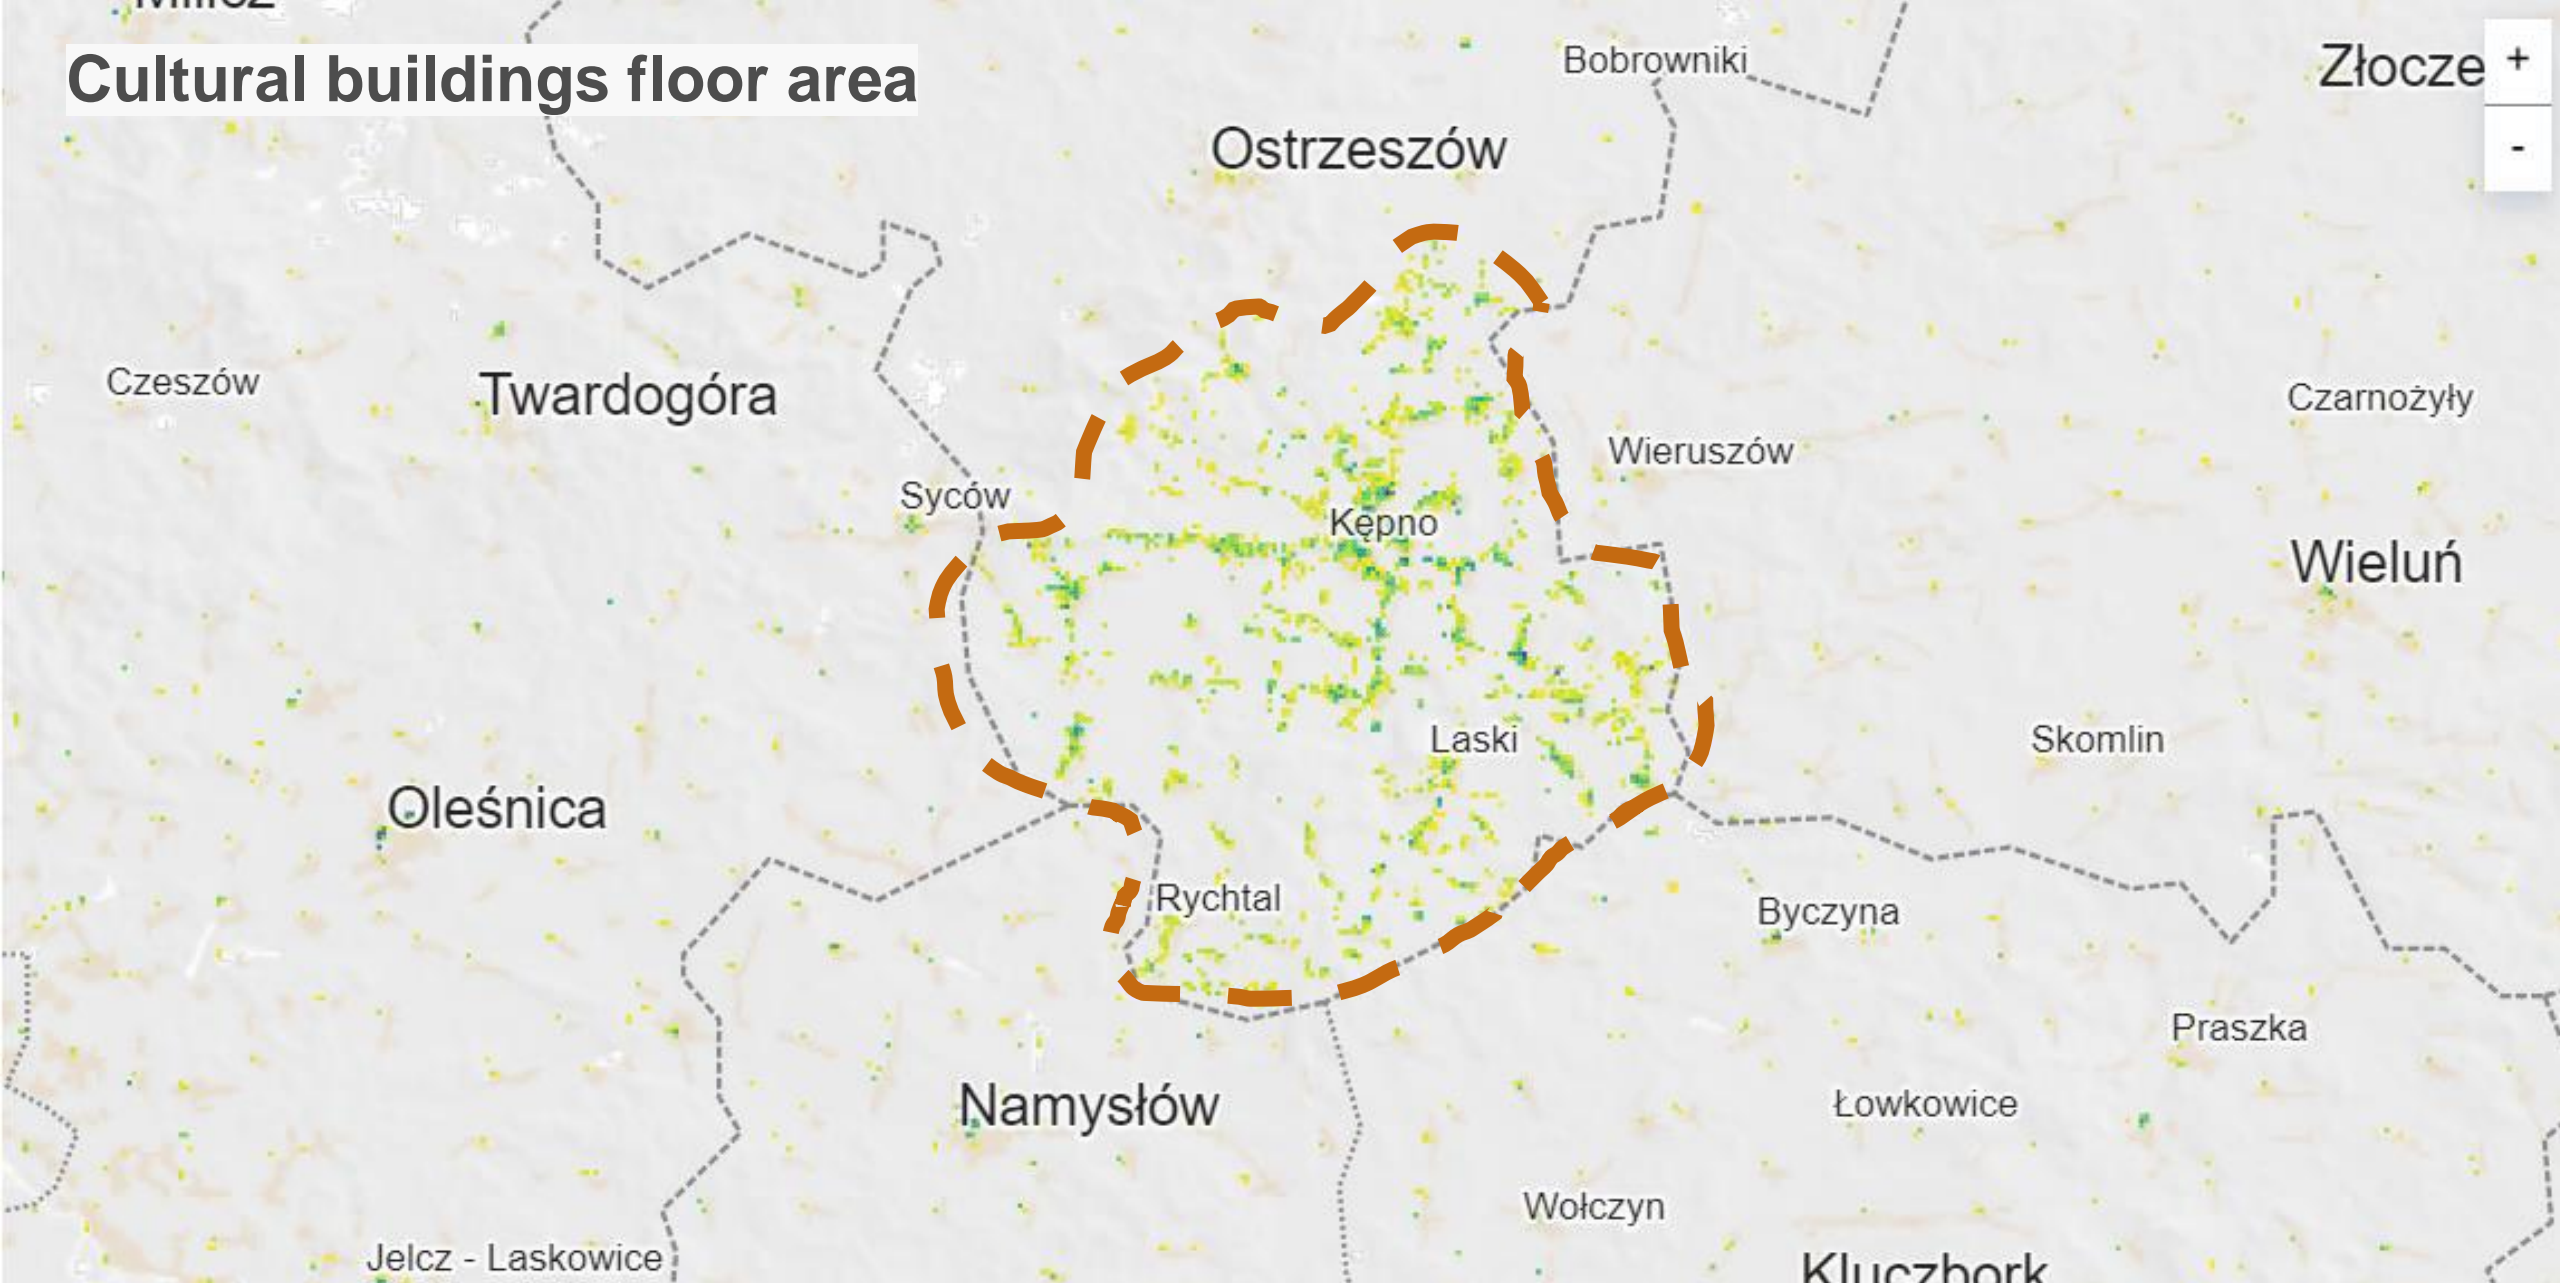 Cultural buildings floor area
Bobrowniki
Złocze
+
-
Ostrzeszów
Czeszów
Twardogóra
Czarnożyły
Wieruszów
Syców
Kępno
Wieluń
Laski
Skomlin
Oleśnica
Rychtal
Byczyna
Praszka
Namysłów
Łowkowice
Wołczyn
Jelcz - Laskowice
Kluczbork